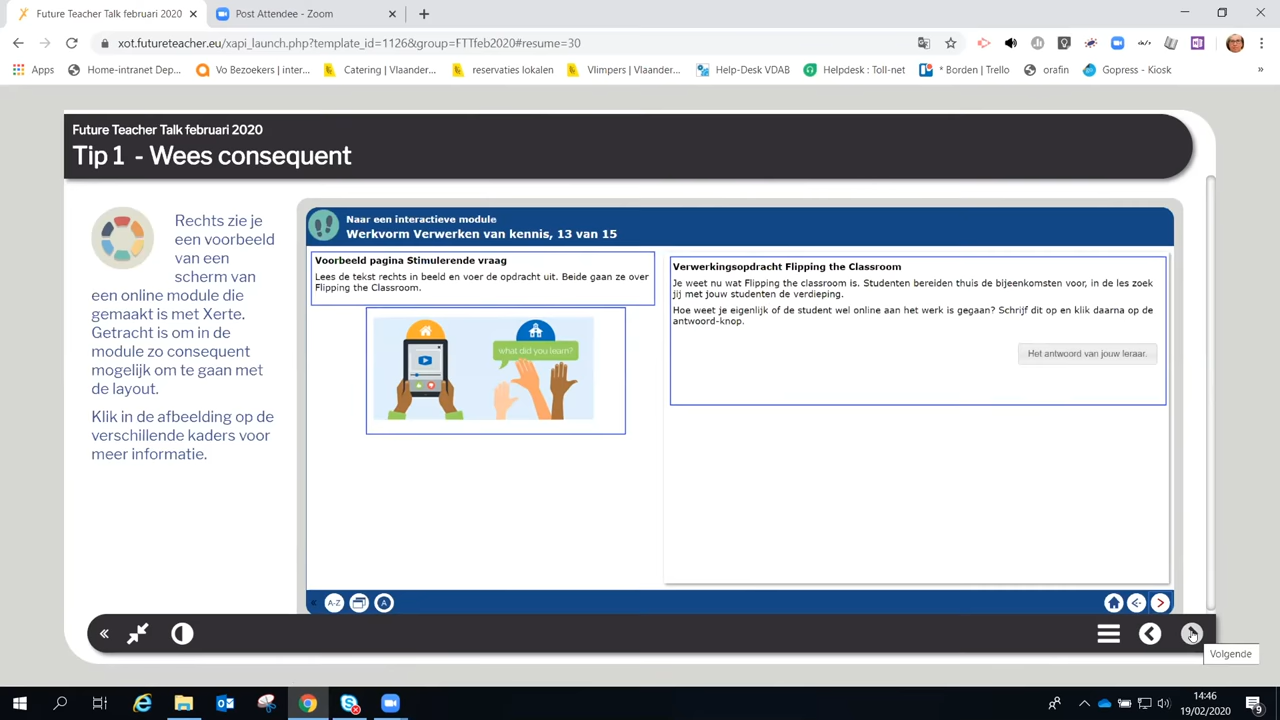 Future Teacher Talk februari 2020
Post Attendee - Zoom
xot.futureteacher.eu/xapi_launch.php?template_id=1126&group=FTTfeb2020#resume=30
Apps
Home-intranet Dep...
Vo Bezoekers | inter...
Catering | Vlaander...
reservaties lokalen
Vlimpers | Vlaander...
Help-Desk VDAB
Helpdesk : Toll-net
* Borden | Trello
orafin
Gopress - Kiosk
»
Future Teacher Talk februari 2020
Tip 1 - Wees consequent
Rechts zie je
een voorbeeld
van een
scherm van
een online module die
gemaakt is met Xerte.
Getracht is om in de
module zo consequent
mogelijk om te gaan met
de layout.
Klik in de afbeelding op de
verschillende kaders voor
meer informatie.
Naar een interactieve module
Werkvorm Verwerken van kennis, 13 van 15
Voorbeeld pagina Stimulerende vraag
Lees de tekst rechts in beeld en voer de opdracht uit. Beide gaan ze over
Flipping the Classroom.
what did you learn?
Verwerkingsopdracht Flipping the Classroom
Je weet nu wat Flipping the classroom is. Studenten bereiden thuis de bijeenkomsten voor, in de les zoek
jij met jouw studenten de verdieping.
Hoe weet je eigenlijk of de student wel online aan het werk is gegaan? Schrijf dit op en klik daarna op de
antwoord-knop.
Het antwoord van jouw leraar.
« A-Z A
«
Volgende
14:46
19/02/2020
9